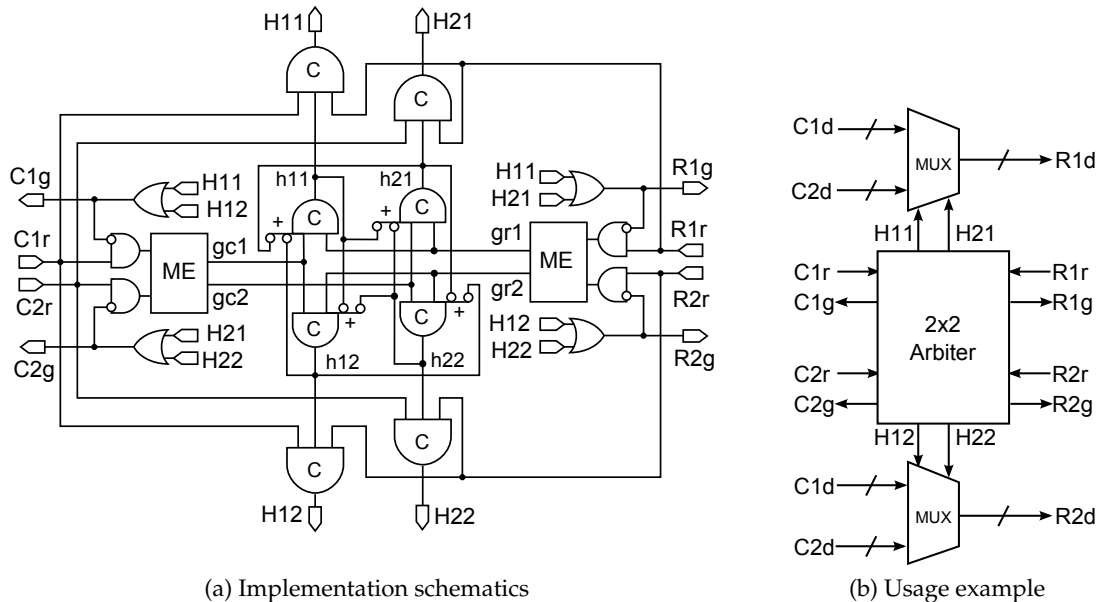 H11
H21
C
C
C1g
H11
H12
h11
h21
H11
H21
R1g
C
C
+
+
C1r
ME
gc1
gr1
ME
R1r
C2r
gc2
gr2
R2r
C
+
C
+
H21
H22
h12
h22
H12
H22
C2g
R2g
C
C
H12
H22
(a) Implementation schematics
C1d
MUX
R1d
C2d
H11
H21
C1r
R1r
C1g
R1g
2x2
Arbiter
C2r
R2r
C2g
R2g
H12
H22
C1d
MUX
R2d
C2d
(b) Usage example